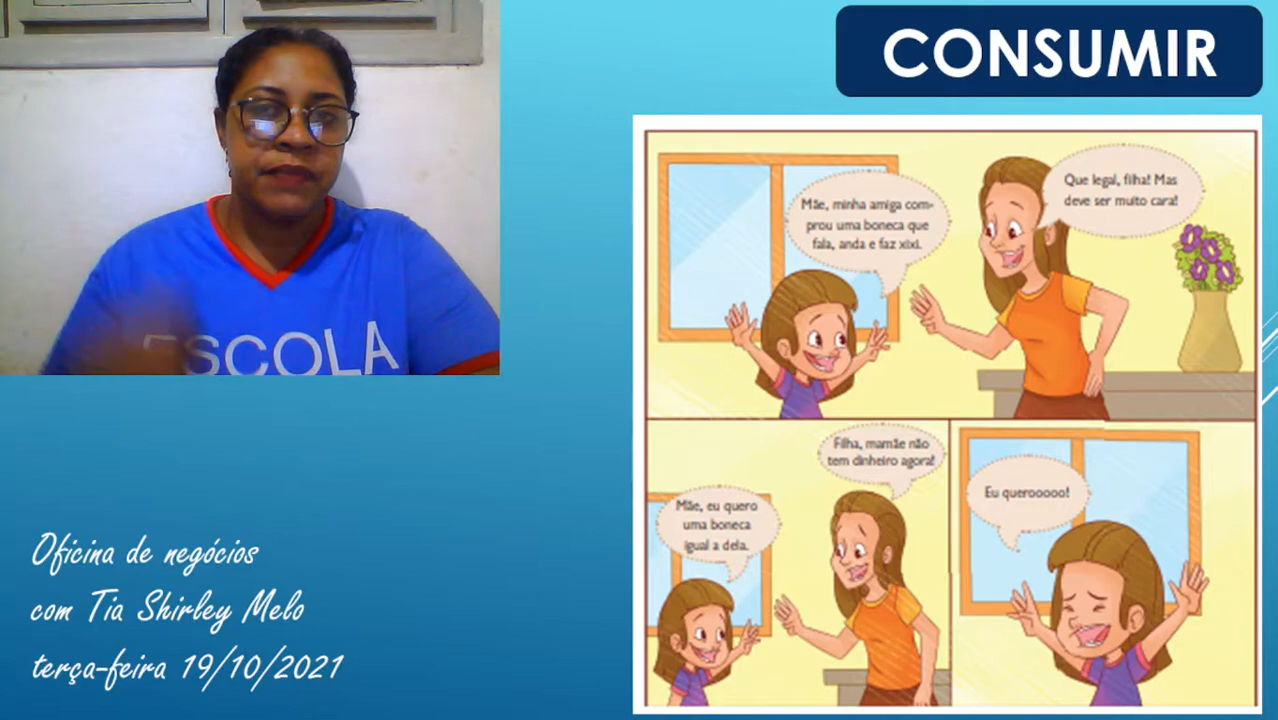 CONSUMIR
Mãe, minha amiga com-
prou uma boneca que
fala, anda e faz xixi.
Que legal, filha! Mas
deve ser muito cara!
Mãe, eu quero
uma boneca
igual a dela.
Filha, mamãe não
tem dinheiro agora!
Eu querooooo!
ESCOLA
Oficina de negócios
com Tia Shirley Melo
terça-feira 19/10/2021